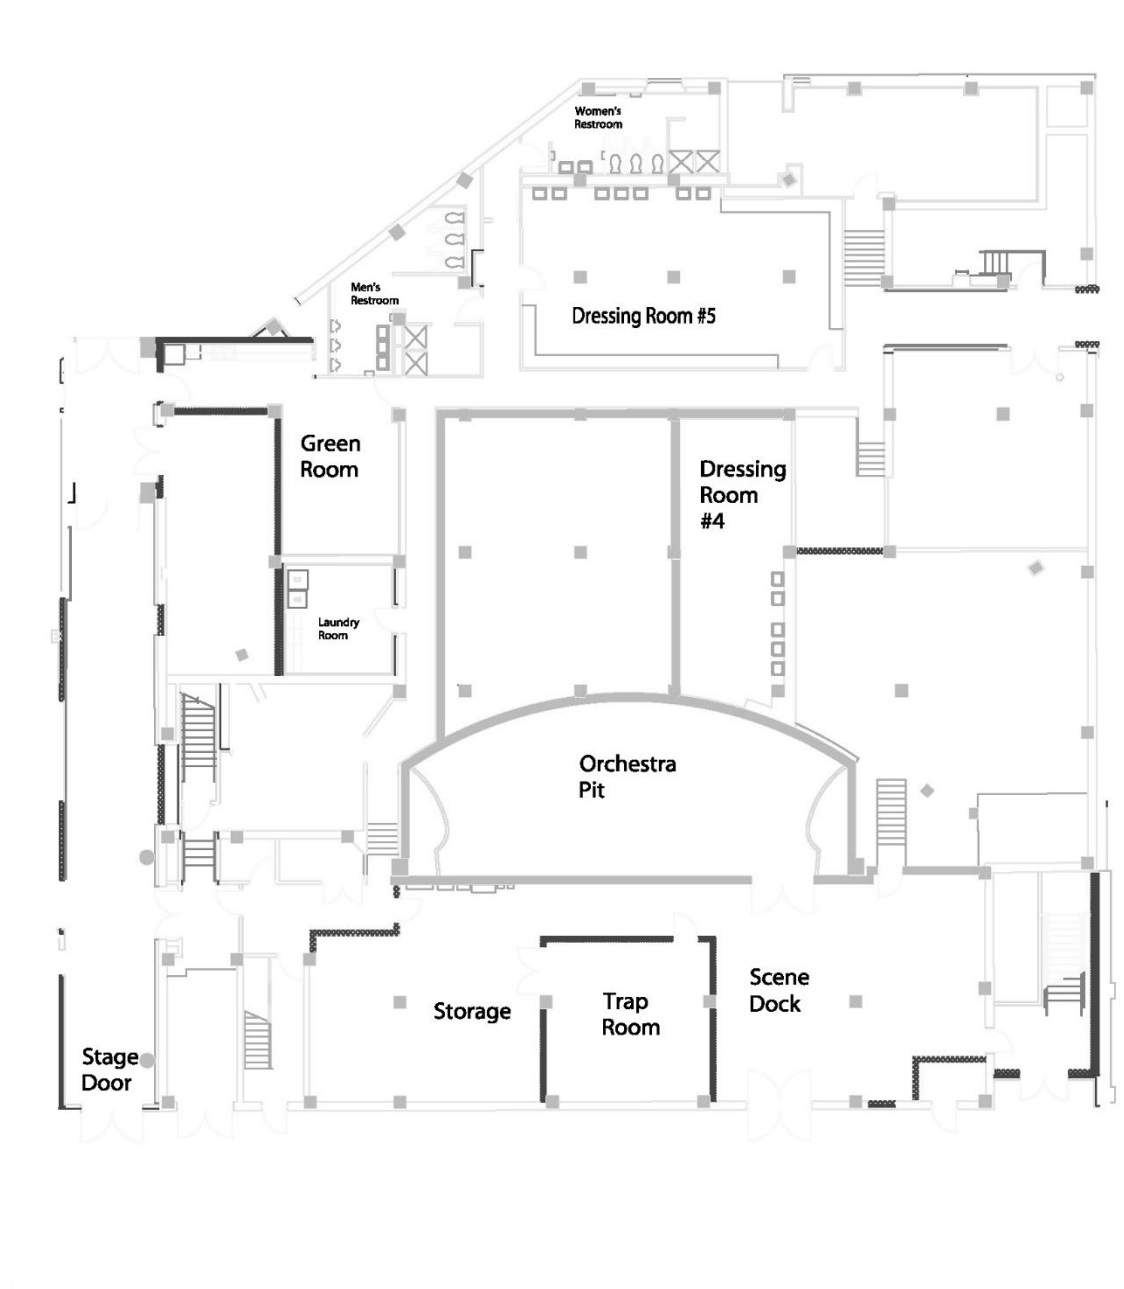 Women's
Restroom
Men's
Restroom
Dressing Room #5
Green
Room
Dressing
Room
#4
Laundry
Room
Orchestra
Pit
Storage
Trap
Room
Scene
Dock
Stage
Door